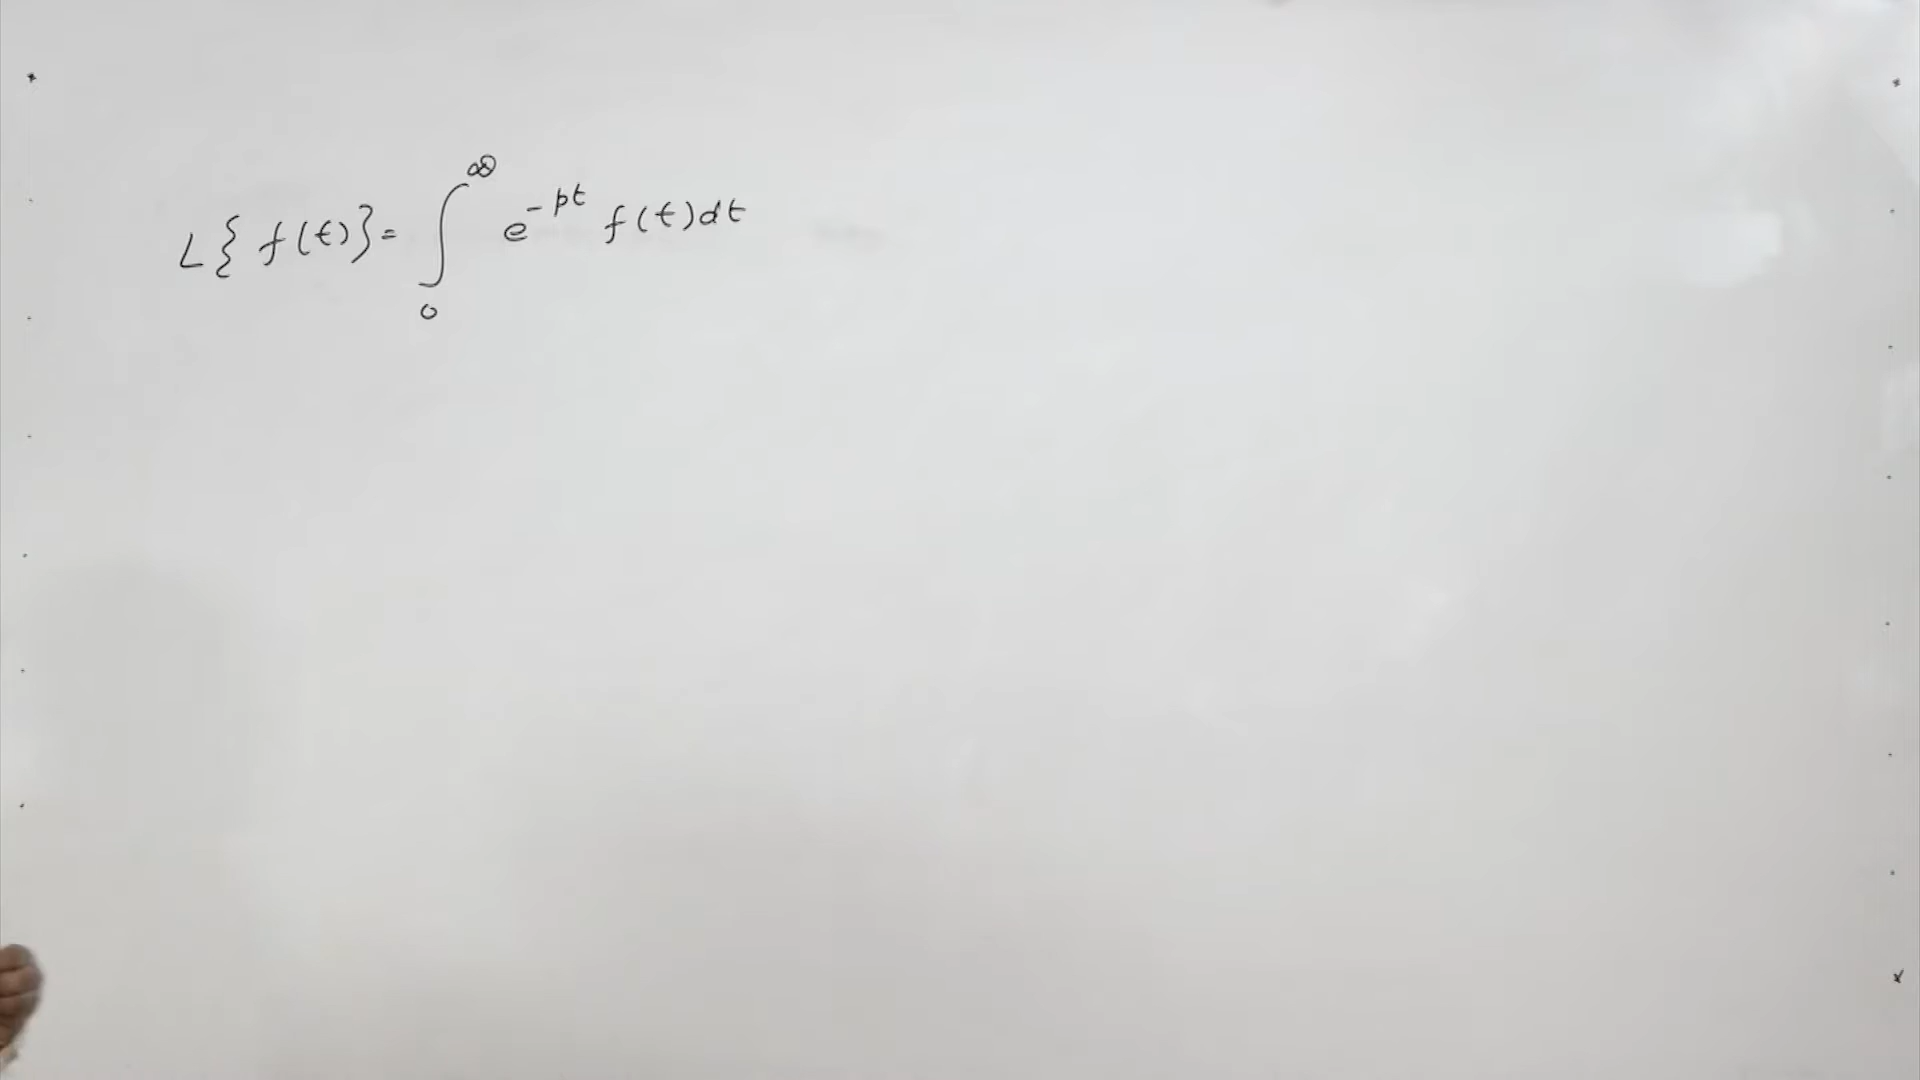 L{f(t)} = ∫₀^∞ e^{-pt} f(t)dt